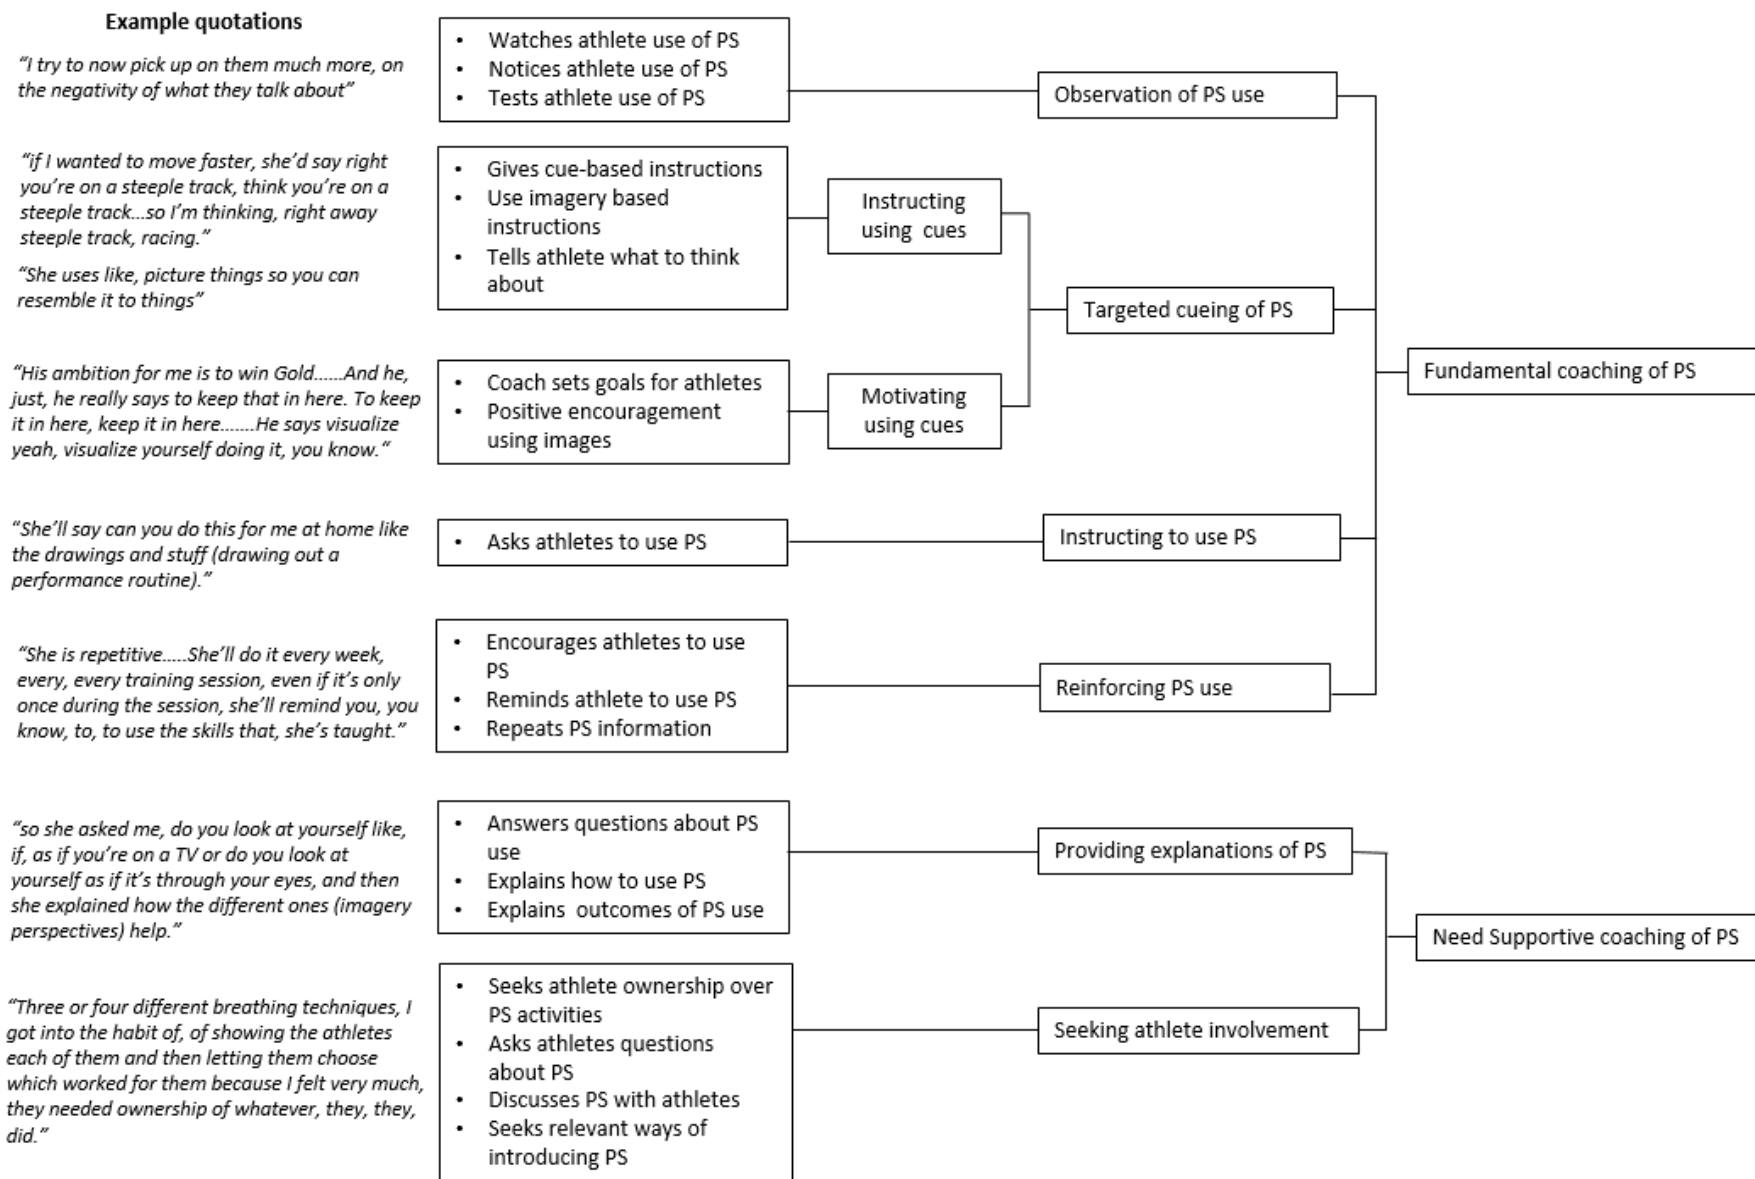 Example quotations
“I try to now pick up on them much more, on
the negativity of what they talk about”
• Watches athlete use of PS
• Notices athlete use of PS
• Tests athlete use of PS
Observation of PS use
“if I wanted to move faster, she’d say right
you’re on a steeple track, think you’re on a
steeple track...so I’m thinking, right away
steeple track, racing.”
“She uses like, picture things so you can
resemble it to things”
• Gives cue-based instructions
• Use imagery based
instructions
• Tells athlete what to think
about
Instructing
using cues
Targeted cueing of PS
“His ambition for me is to win Gold......And he,
just, he really says to keep that in here. To keep
it in here, keep it in here.......He says visualize
yeah, visualize yourself doing it, you know.“
• Coach sets goals for athletes
• Positive encouragement
using images
Motivating
using cues
Fundamental coaching of PS
“She’ll say can you do this for me at home like
the drawings and stuff (drawing out a
performance routine).”
• Asks athletes to use PS
Instructing to use PS
“She is repetitive.....She’ll do it every week,
every, every training session, even if it’s only
once during the session, she’ll remind you, you
know, to, to use the skills that, she’s taught.”
• Encourages athletes to use
PS
• Reminds athlete to use PS
• Repeats PS information
Reinforcing PS use
“so she asked me, do you look at yourself like,
if, as if you’re on a TV or do you look at
yourself as if it’s through your eyes, and then
she explained how the different ones (imagery
perspectives) help.”
• Answers questions about PS
use
• Explains how to use PS
• Explains outcomes of PS use
Providing explanations of PS
Need Supportive coaching of PS
“Three or four different breathing techniques, I
got into the habit of, of showing the athletes
each of them and then letting them choose
which worked for them because I felt very much,
they needed ownership of whatever, they, they,
did.”
• Seeks athlete ownership over
PS activities
• Asks athletes questions
about PS
• Discusses PS with athletes
• Seeks relevant ways of
introducing PS
Seeking athlete involvement